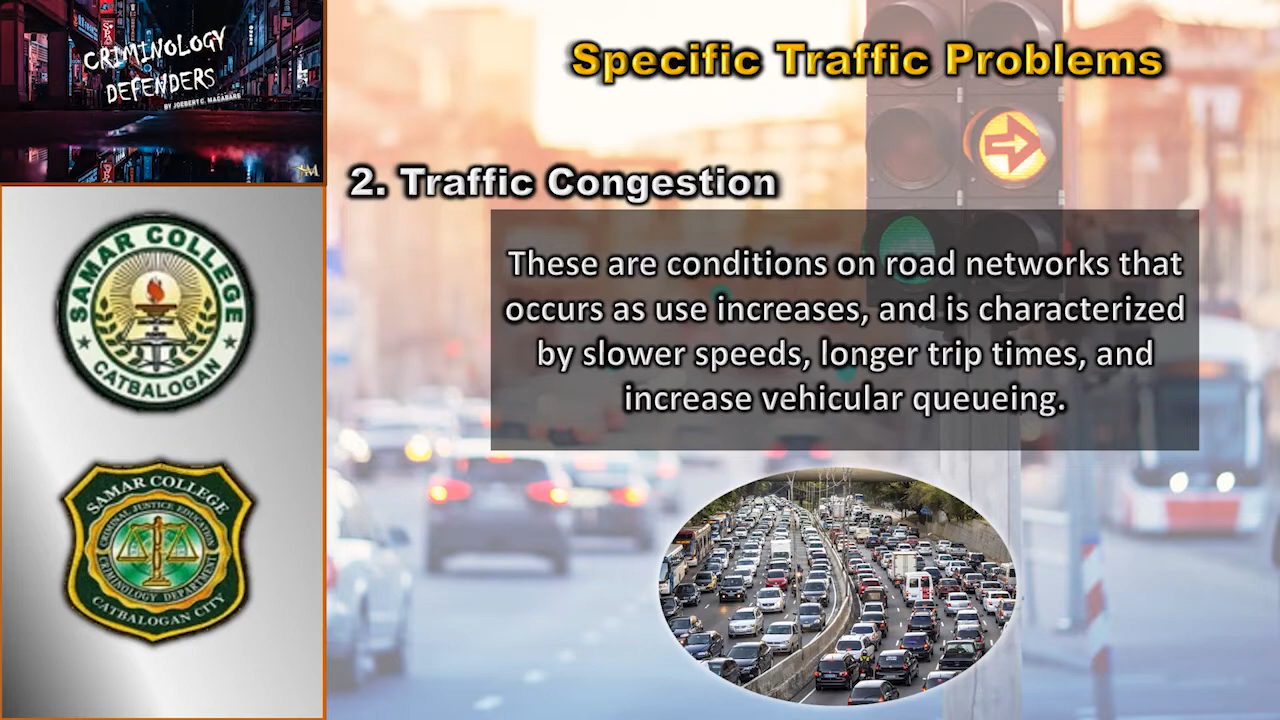 CRIMINOLOGY
DEFENDERS
BY JOEBERT C. MACABARE
SAMAR COLLEGE
CATBALOGAN
SAMAR COLLEGE
CRIMINAL JUSTICE EDUCATION
CRIMINOLOGY DEPARTMENT
CATBALOGAN CITY
Specific Traffic Problems
2. Traffic Congestion
These are conditions on road networks that
occurs as use increases, and is characterized
by slower speeds, longer trip times, and
increase vehicular queueing.